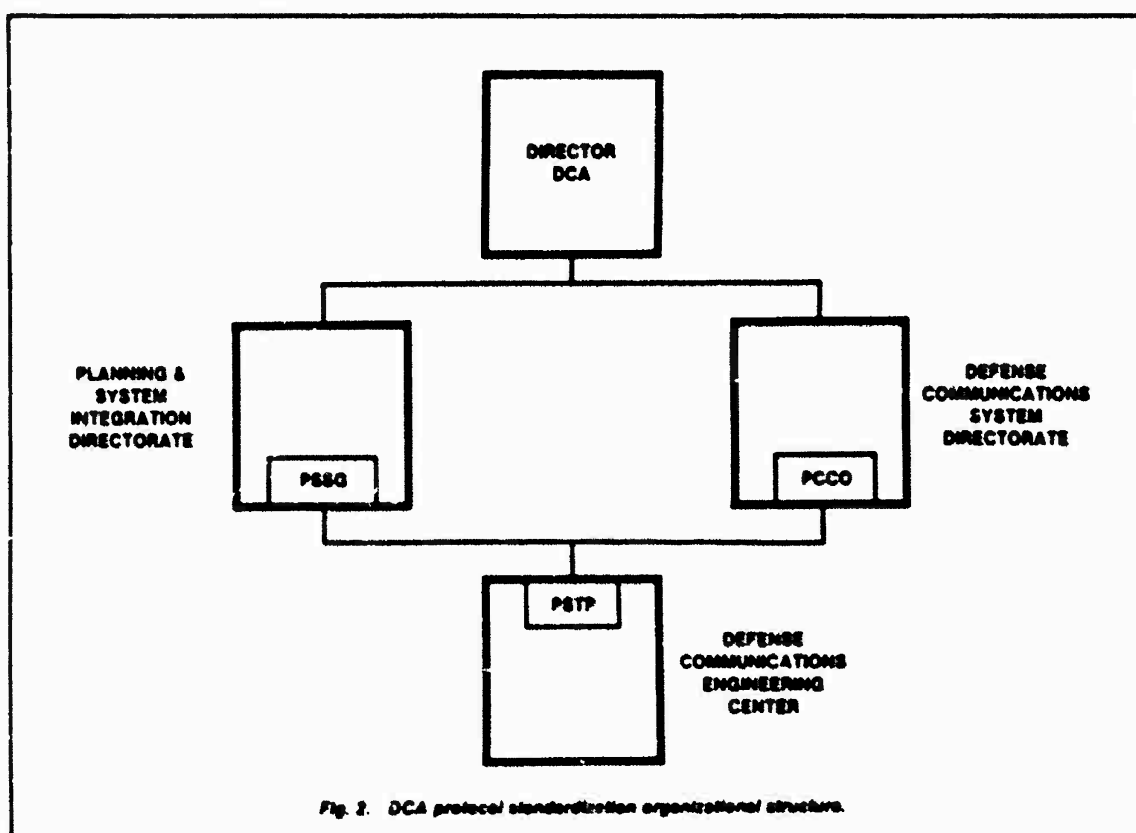 DIRECTOR
DCA
PLANNING &
SYSTEM
INTEGRATION
DIRECTORATE
PSSG
DEFENSE
COMMUNICATIONS
SYSTEM
DIRECTORATE
PCCO
PSTP
DEFENSE
COMMUNICATIONS
ENGINEERING
CENTER
Fig. 2. DCA protocol standardization organizational structure.